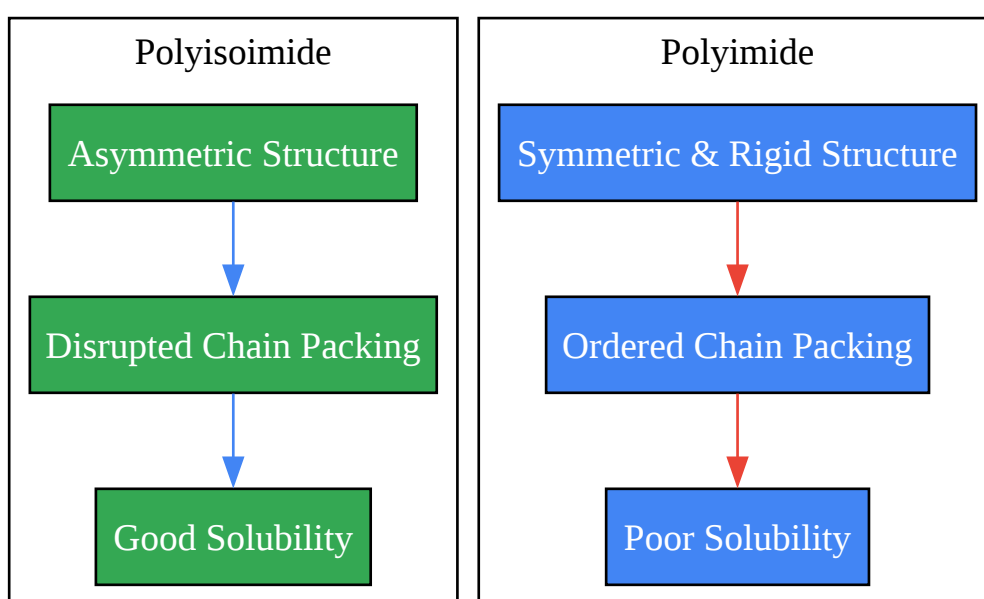 Polyisoimide
Asymmetric Structure
Disrupted Chain Packing
Good Solubility
Polyimide
Symmetric & Rigid Structure
Ordered Chain Packing
Poor Solubility